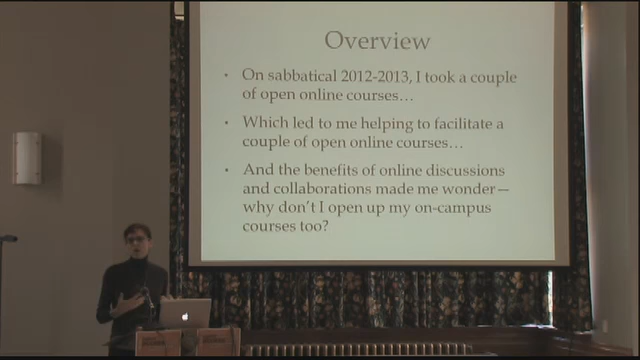 Overview
• On sabbatical 2012-2013, I took a couple
of open online courses…
• Which led to me helping to facilitate a
couple of open online courses…
• And the benefits of online discussions
and collaborations made me wonder—
why don't I open up my on-campus
courses too?